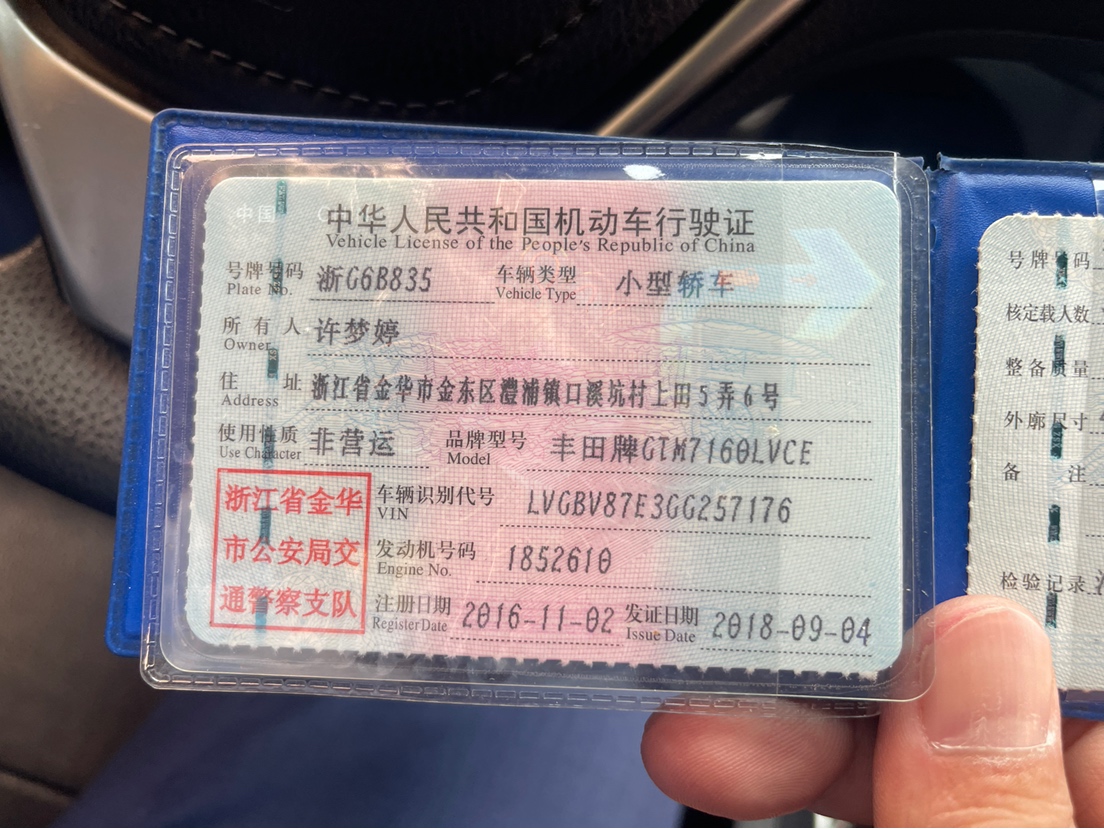 中国
中华人民共和国机动车行驶证
Vehicle License of the People's Republic of China
号牌号码 浙G6B835 车辆类型 小型轿车
Plate No. Vehicle Type
所有人 许梦婷
Owner
住址 浙江省金华市金东区澧浦镇口溪坑村上田5弄6号
Address
使用性质 非营运 品牌型号 丰田牌GTM7160LVCE
Use Character Model
浙江省金华
市公安局交
通警察支队
车辆识别代号 LVGBV87E3GG257176
VIN
发动机号码 1852610
Engine No.
注册日期 2016-11-02 发证日期 2018-09-04
Register Date Issue Date
号牌号码
核定载人数
整备质量
外廓尺寸
备注
检验记录